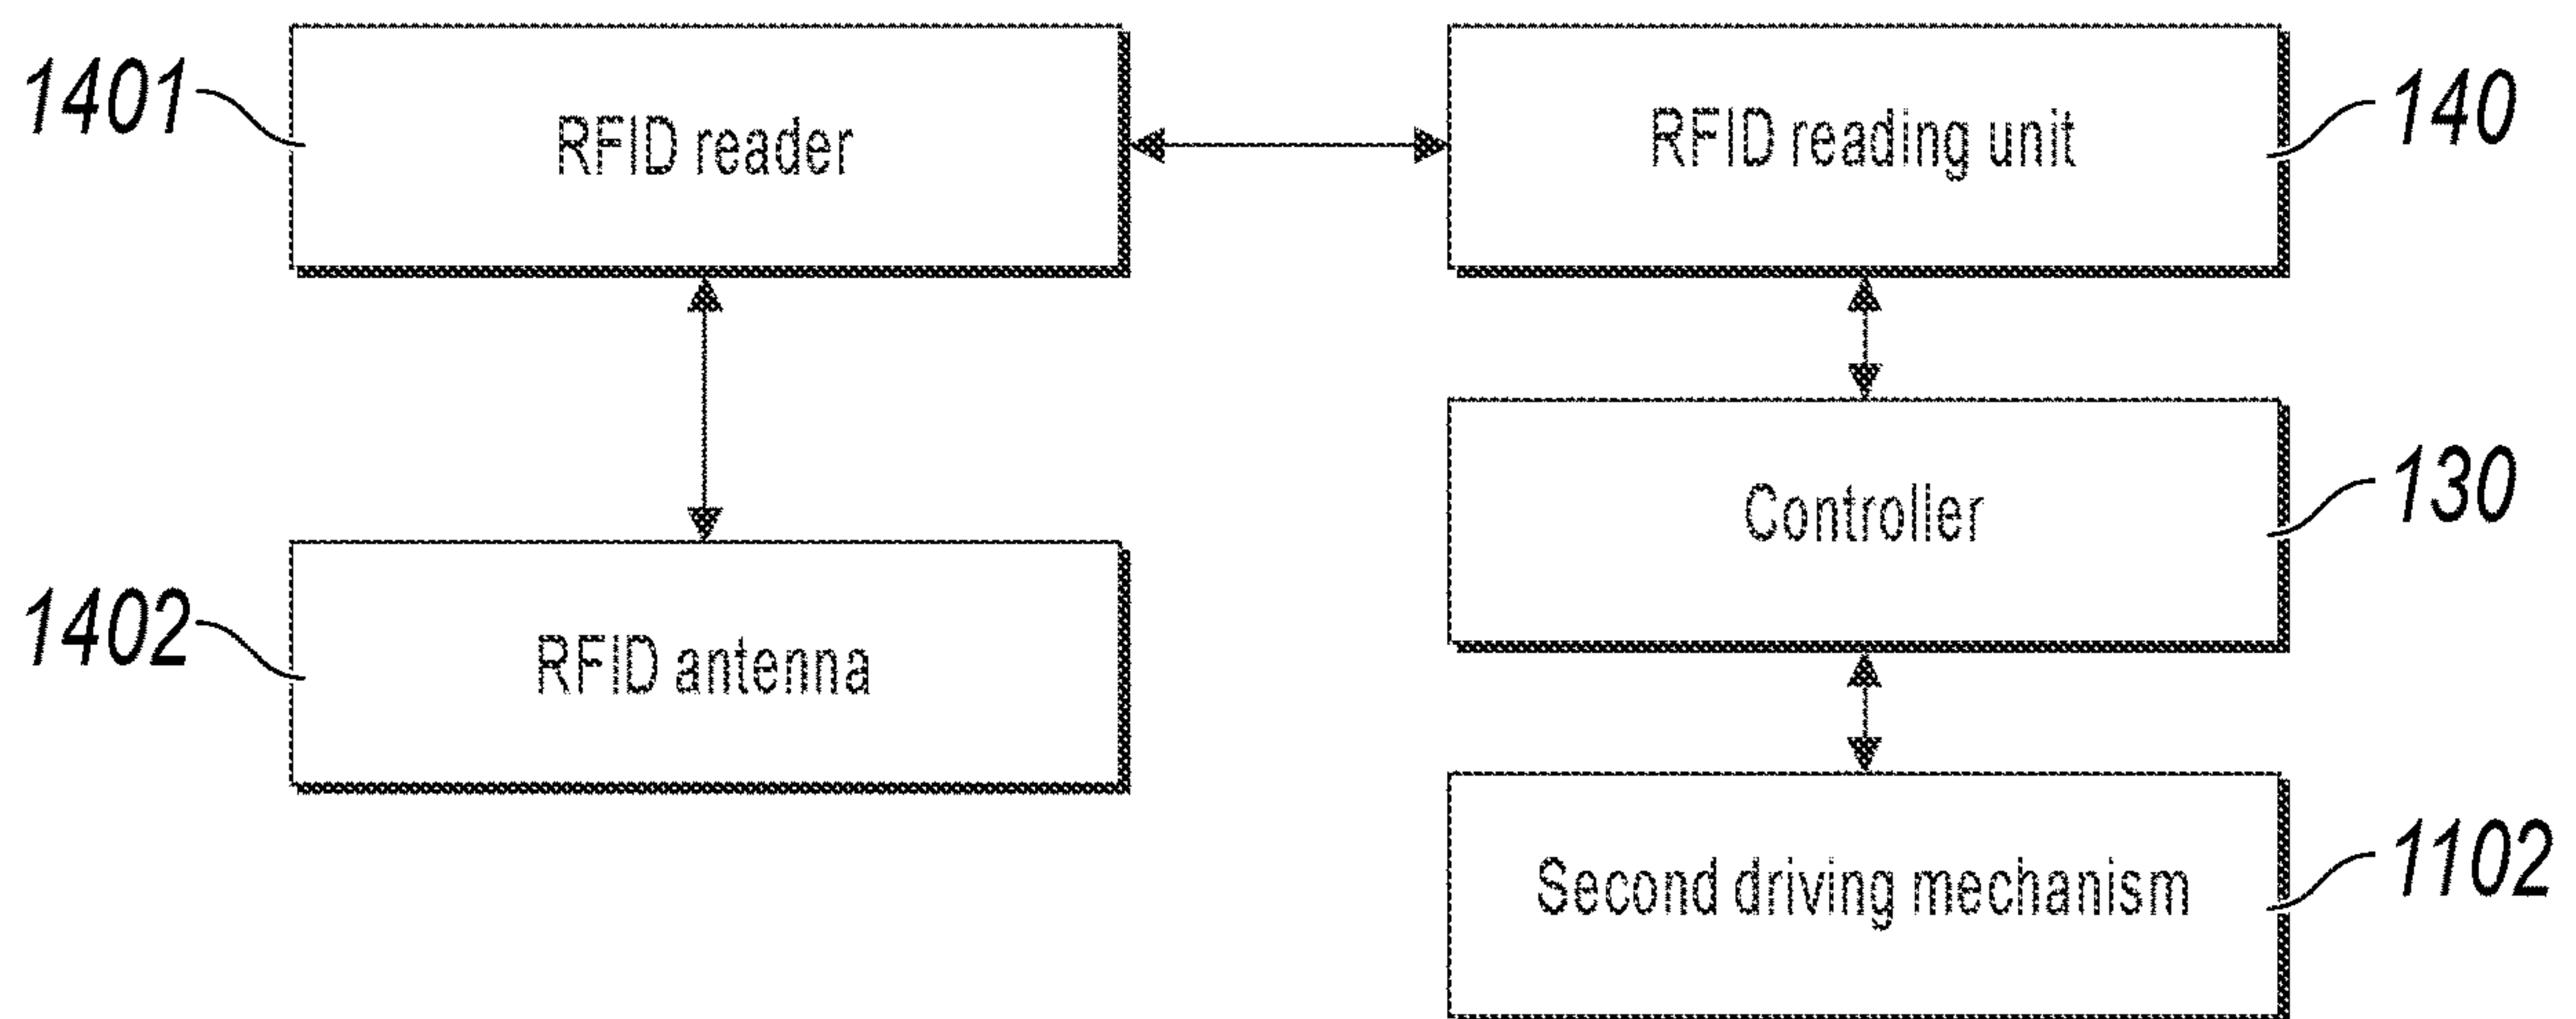 1401
RFID reader
RFID reading unit
140
Controller
130
1402
RFID antenna
Second driving mechanism
1102